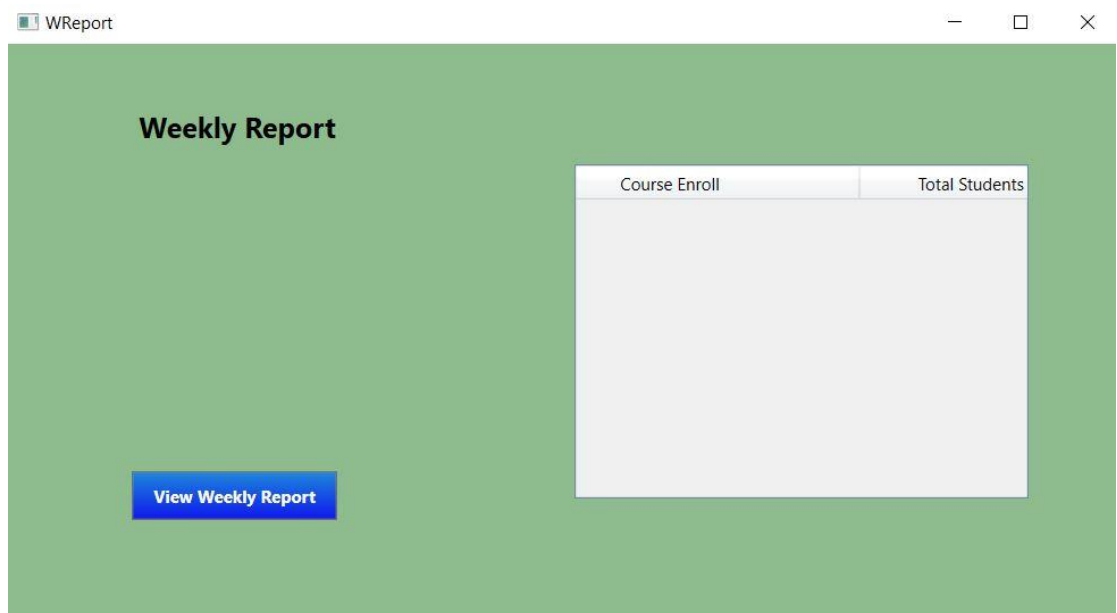 WReport
Weekly Report
Course Enroll
Total Students
View Weekly Report